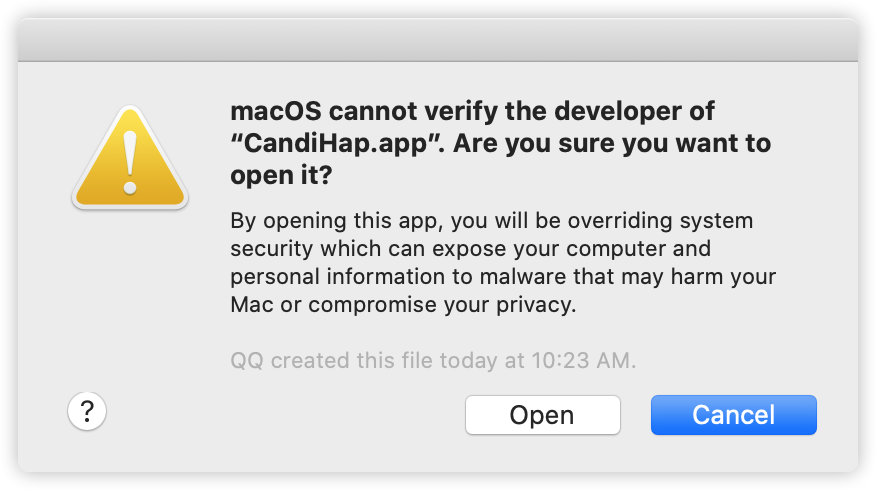 macOS cannot verify the developer of
“CandiHap.app”. Are you sure you want to
open it?
By opening this app, you will be overriding system
security which can expose your computer and
personal information to malware that may harm your
Mac or compromise your privacy.
QQ created this file today at 10:23 AM.
?
Open
Cancel